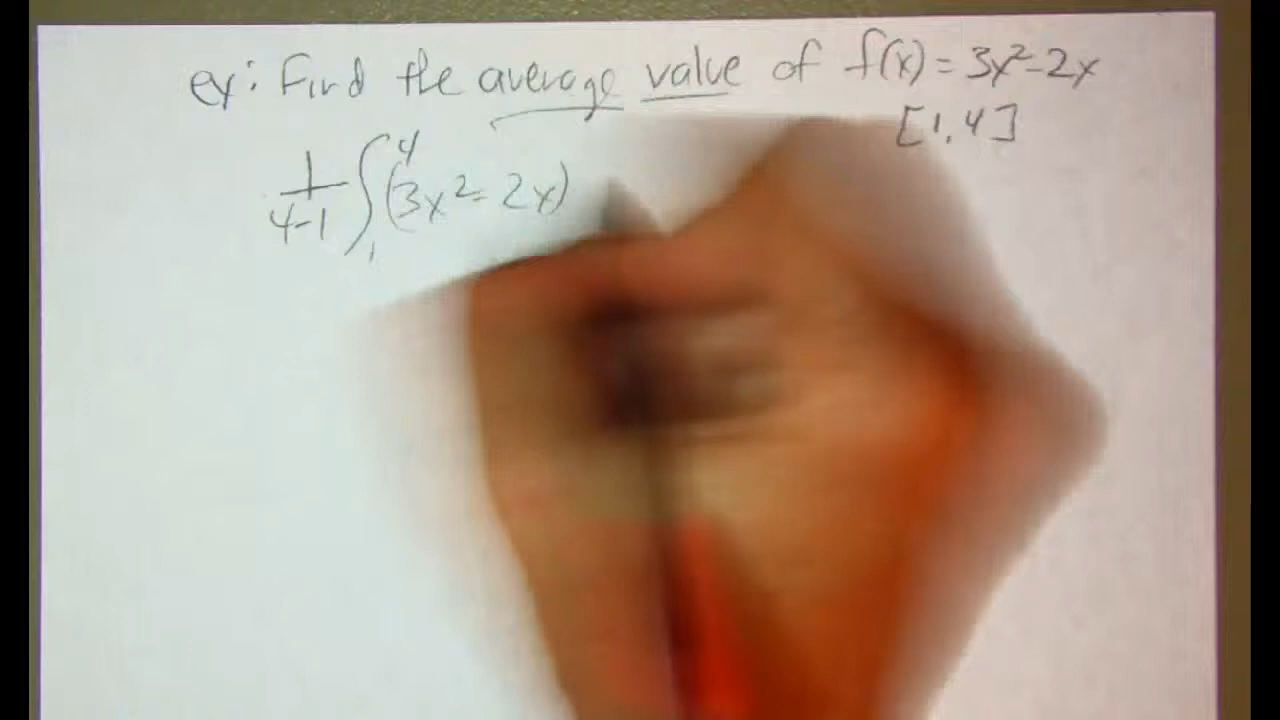 ex: Find the average value of f(x) = 3x²-2x
[1,4]
1/(4-1) ∫₁⁴ (3x²-2x)